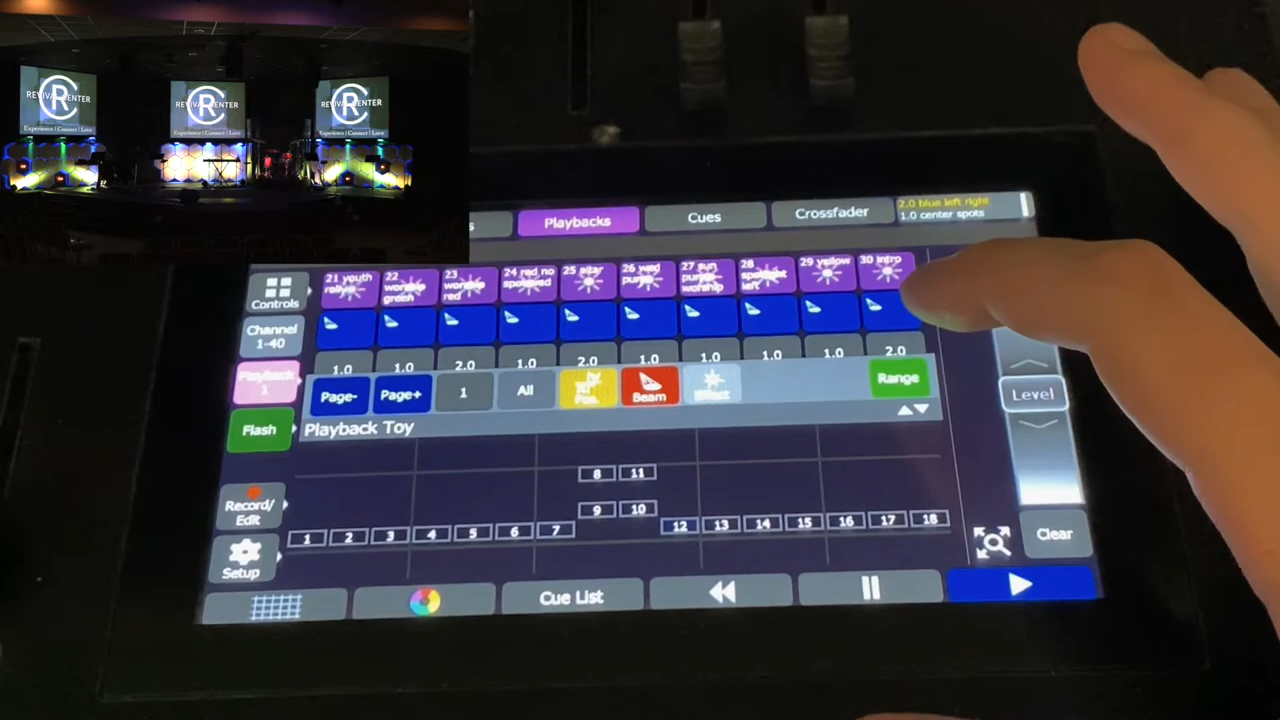 REVIVAL CENTER
Experience | Connect | Love
REVIVAL CENTER
Experience | Connect | Love
REVIVAL CENTER
Experience | Connect | Love
s
Playbacks
Cues
Crossfader
2.0 blue left right
1.0 center spots
Controls
21 youth rallye
22 worship green
23 worship red
24 red no spotsed
25 altar
26 wed purple
27 sun purple worship
28 spotlight left
29 yellow
30 intro
Channel
1-40
1.0
1.0
2.0
1.0
2.0
1.0
1.0
1.0
1.0
2.0
Playback
1
Page-
Page+
1
All
Pos.
Beam
Effect
Range
Level
Flash
Playback Toy
8
11
9
10
Record/
Edit
1
2
3
4
5
6
7
12
13
14
15
16
17
18
Clear
Setup
Cue List